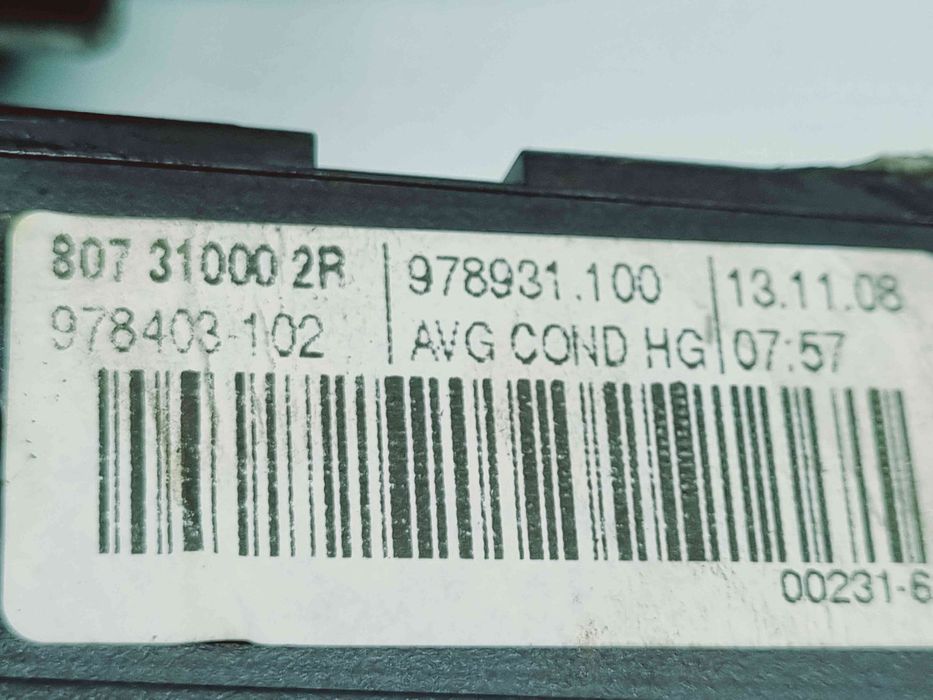 807 31000 2R 978931.100 13.11.08
978403-102 AVG COND HG 07:57
00231-6